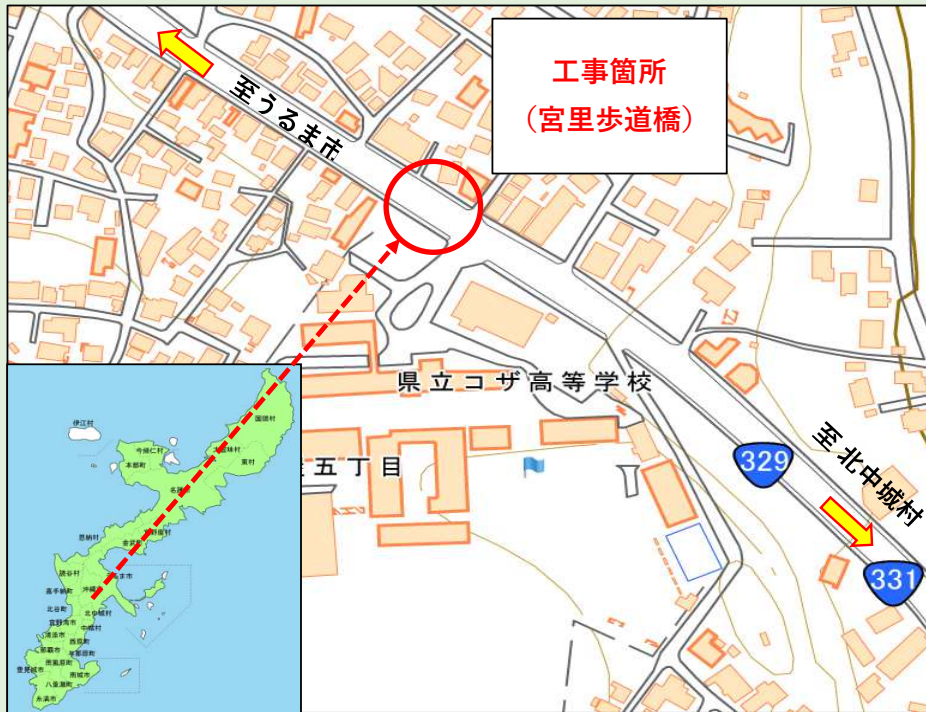 工事箇所
(宮里歩道橋)
至うるま市
県立コザ高等学校
五丁目
329
至北中城村
331
国頭村
伊江村
大宜味村
今帰仁村
東村
本部町
名護
恩納村
宜野座村
金武町
読谷村
うるま市
嘉手納町
沖縄
北谷町
北中城村
宜野湾市
中城村
浦添市
西原町
那覇市
与那原町
南風原町
豊見城市
南城市
八重瀬町
糸満市